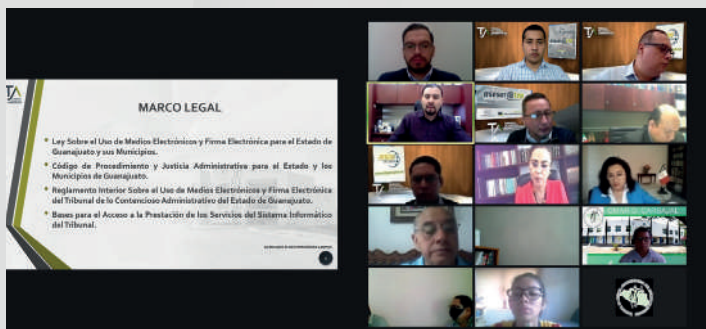 TA
MARCO LEGAL
• Ley Sobre el Uso de Medios Electrónicos y Firma Electrónica para el Estado de
Guanajuato y sus Municipios.
• Código de Procedimiento y Justicia Administrativa para el Estado y los
Municipios de Guanajuato.
• Reglamento Interior Sobre el Uso de Medios Electrónicos y Firma Electrónica
del Tribunal de lo Contencioso Administrativo del Estado de Guanajuato.
• Bases para el Acceso a la Prestación de los Servicios del Sistema Informático
del Tribunal.